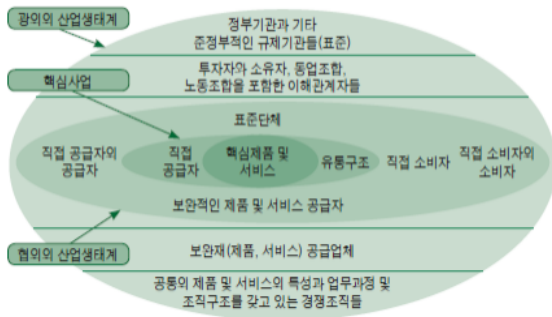 광의의 산업생태계
정부기관과 기타
준정부적인 규제기관들(표준)
핵심사업
투자자와 소유자, 동업조합,
노동조합을 포함한 이해관계자들
표준단체
직접 공급자의
공급자
직접
공급자
핵심제품 및
서비스
유통구조
직접 소비자
직접 소비자의
소비자
보완적인 제품 및 서비스 공급자
협의의 산업생태계
보완재(제품, 서비스) 공급업체
공통의 제품 및 서비스의 특성과 업무과정 및
조직구조를 갖고 있는 경쟁조직들